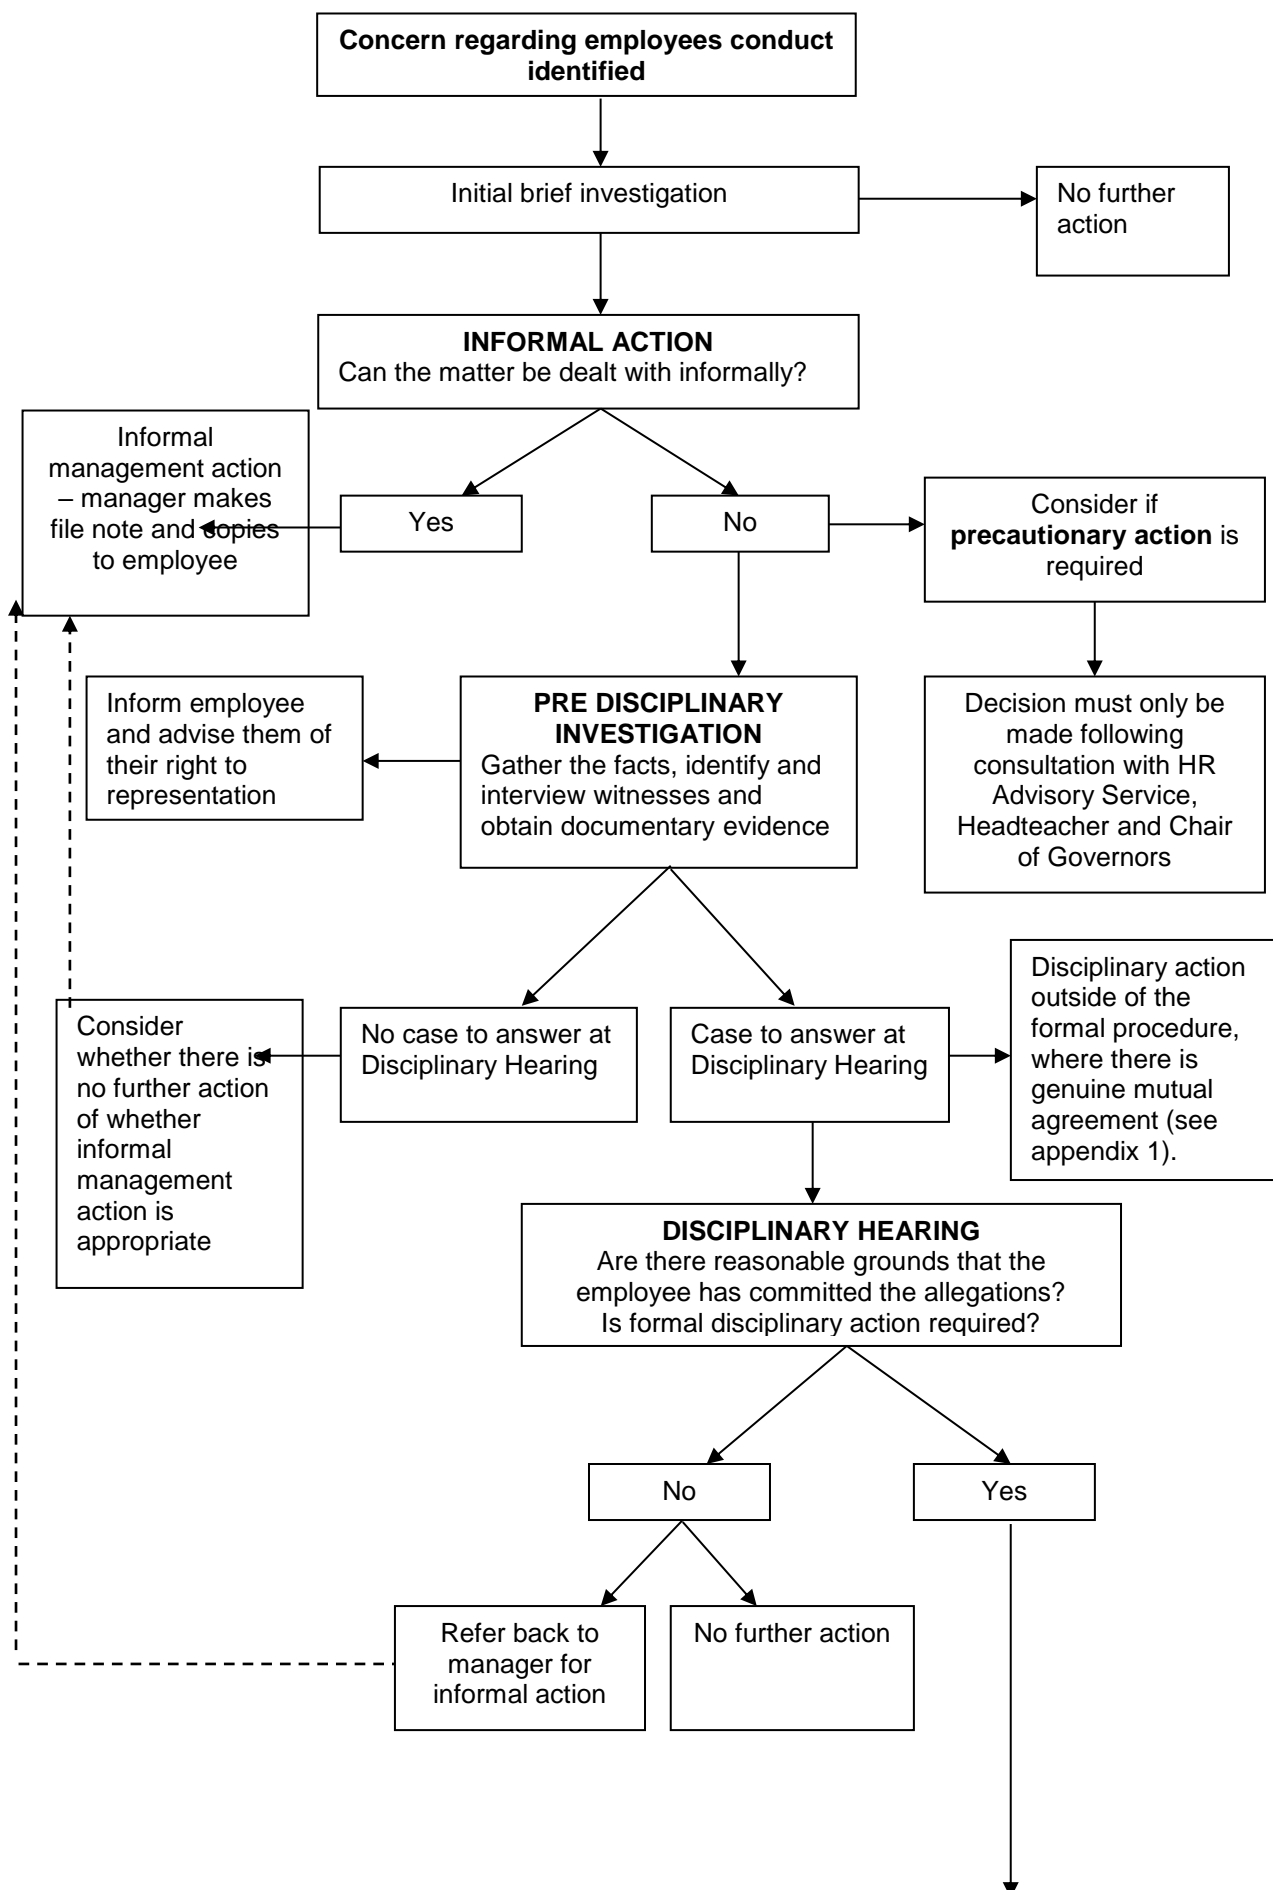 Concern regarding employees conduct
identified
Initial brief investigation
No further
action
INFORMAL ACTION
Can the matter be dealt with informally?
Informal
management action
– manager makes
file note and copies
to employee
Yes
No
Consider if
precautionary action is
required
Inform employee
and advise them of
their right to
representation
PRE DISCIPLINARY
INVESTIGATION
Gather the facts, identify and
interview witnesses and
obtain documentary evidence
Decision must only be
made following
consultation with HR
Advisory Service,
Headteacher and Chair
of Governors
Consider
whether there is
no further action
of whether
informal
management
action is
appropriate
No case to answer at
Disciplinary Hearing
Case to answer at
Disciplinary Hearing
Disciplinary action
outside of the
formal procedure,
where there is
genuine mutual
agreement (see
appendix 1).
DISCIPLINARY HEARING
Are there reasonable grounds that the
employee has committed the allegations?
Is formal disciplinary action required?
No
Yes
Refer back to
manager for
informal action
No further action